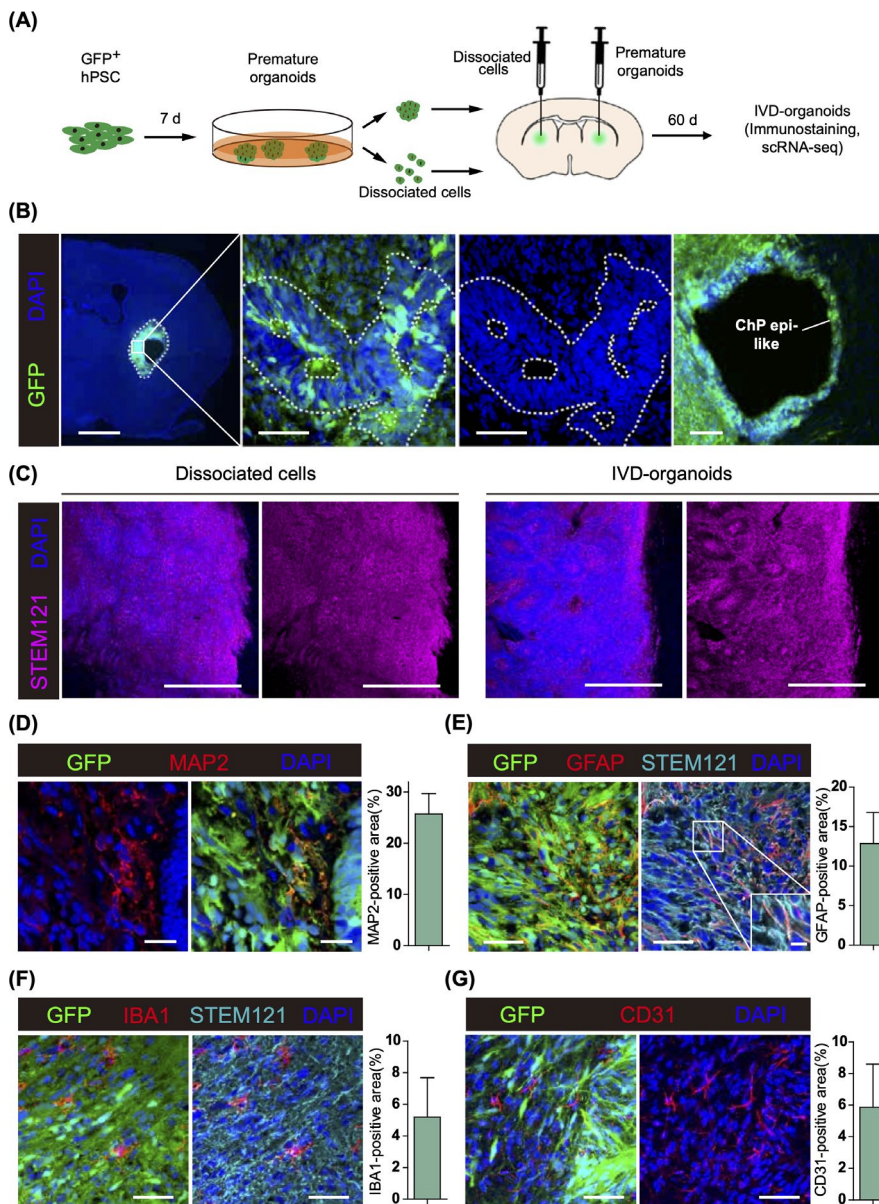 (A)
GFP+
hPSC
7 d
Premature
organoids
Dissociated cells
Dissociated
cells
Premature
organoids
60 d
IVD-organoids
(Immunostaining,
scRNA-seq)
(B)
GFP DAPI
ChP epi-
like
(C)
Dissociated cells
IVD-organoids
STEM121 DAPI
(D)
GFP MAP2 DAPI
MAP2-positive area(%)
30
20
10
0
(E)
GFP GFAP STEM121 DAPI
GFAP-positive area(%)
20
15
10
5
0
(F)
GFP IBA1 STEM121 DAPI
IBA1-positive area(%)
10
8
6
4
2
0
(G)
GFP CD31 DAPI
CD31-positive area(%)
10
8
6
4
2
0